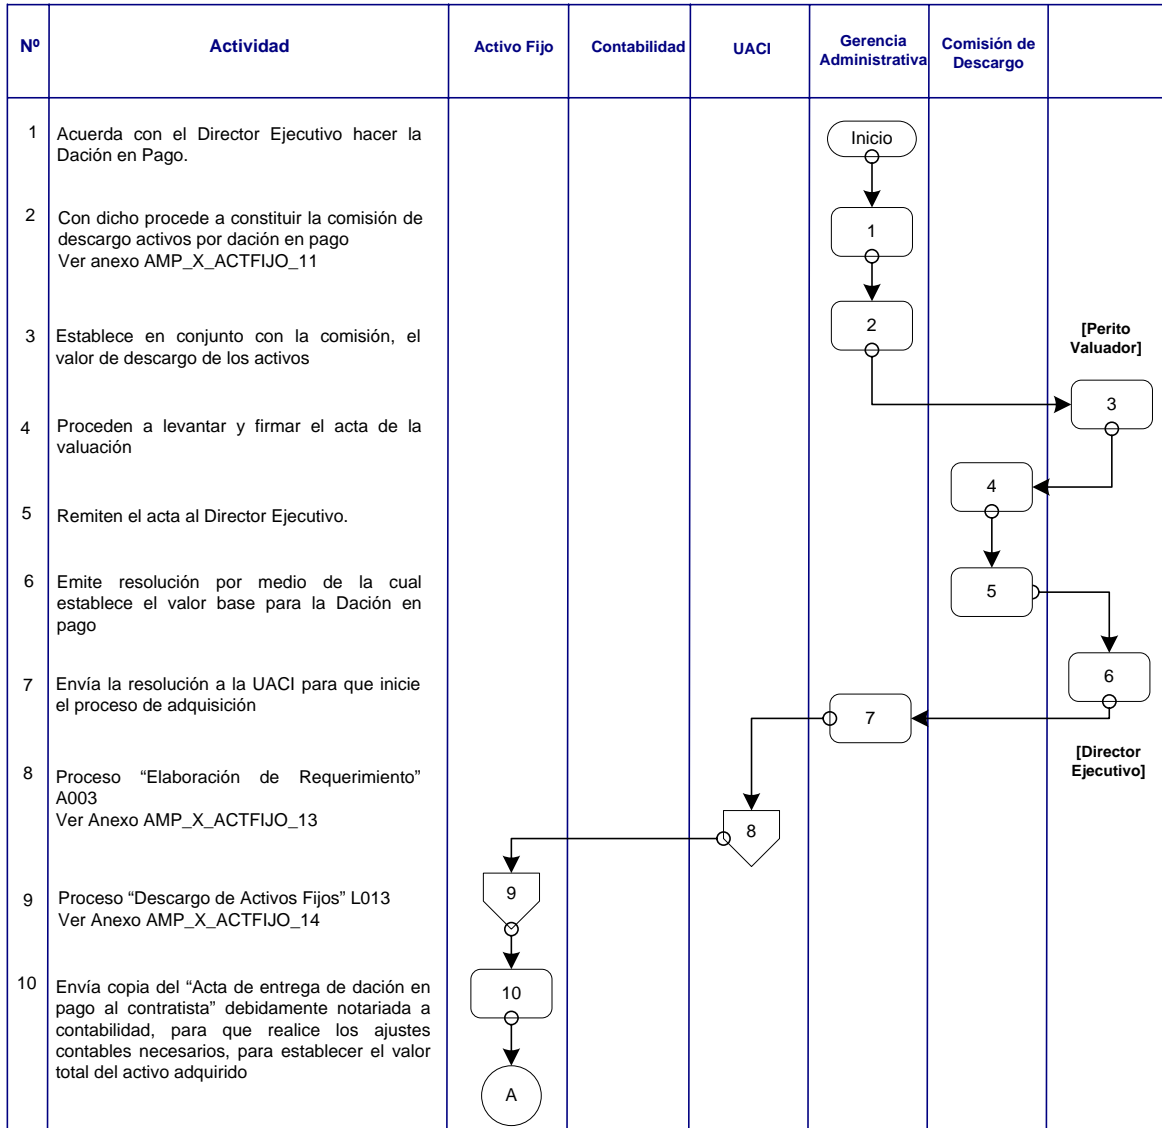 Nº
Actividad
Activo Fijo
Contabilidad
UACI
Gerencia
Administrativa
Comisión de
Descargo
1
Acuerda con el Director Ejecutivo hacer la
Dación en Pago.
2
Con dicho procede a constituir la comisión de
descargo activos por dación en pago
Ver anexo AMP_X_ACTFIJO_11
3
Establece en conjunto con la comisión, el
valor de descargo de los activos
4
Proceden a levantar y firmar el acta de la
valuación
5
Remiten el acta al Director Ejecutivo.
6
Emite resolución por medio de la cual
establece el valor base para la Dación en
pago
7
Envía la resolución a la UACI para que inicie
el proceso de adquisición
8
Proceso “Elaboración de Requerimiento”
A003
Ver Anexo AMP_X_ACTFIJO_13
9
Proceso “Descargo de Activos Fijos” L013
Ver Anexo AMP_X_ACTFIJO_14
10
Envía copia del “Acta de entrega de dación en
pago al contratista” debidamente notariada a
contabilidad, para que realice los ajustes
contables necesarios, para establecer el valor
total del activo adquirido
Inicio
1
2
[Perito
Valuador]
3
4
5
6
[Director
Ejecutivo]
7
8
9
10
A